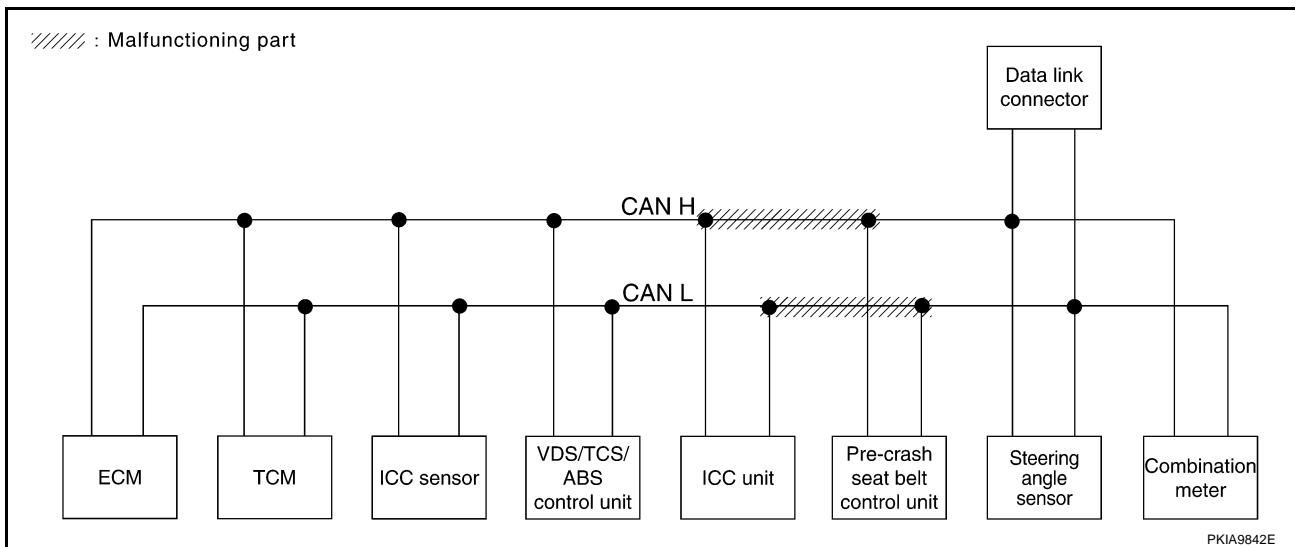 : Malfunctioning part
Data link
connector
CAN H
CAN L
ECM
TCM
ICC sensor
VDS/TCS/
ABS
control unit
ICC unit
Pre-crash
seat belt
control unit
Steering
angle
sensor
Combination
meter
PKIA9842E